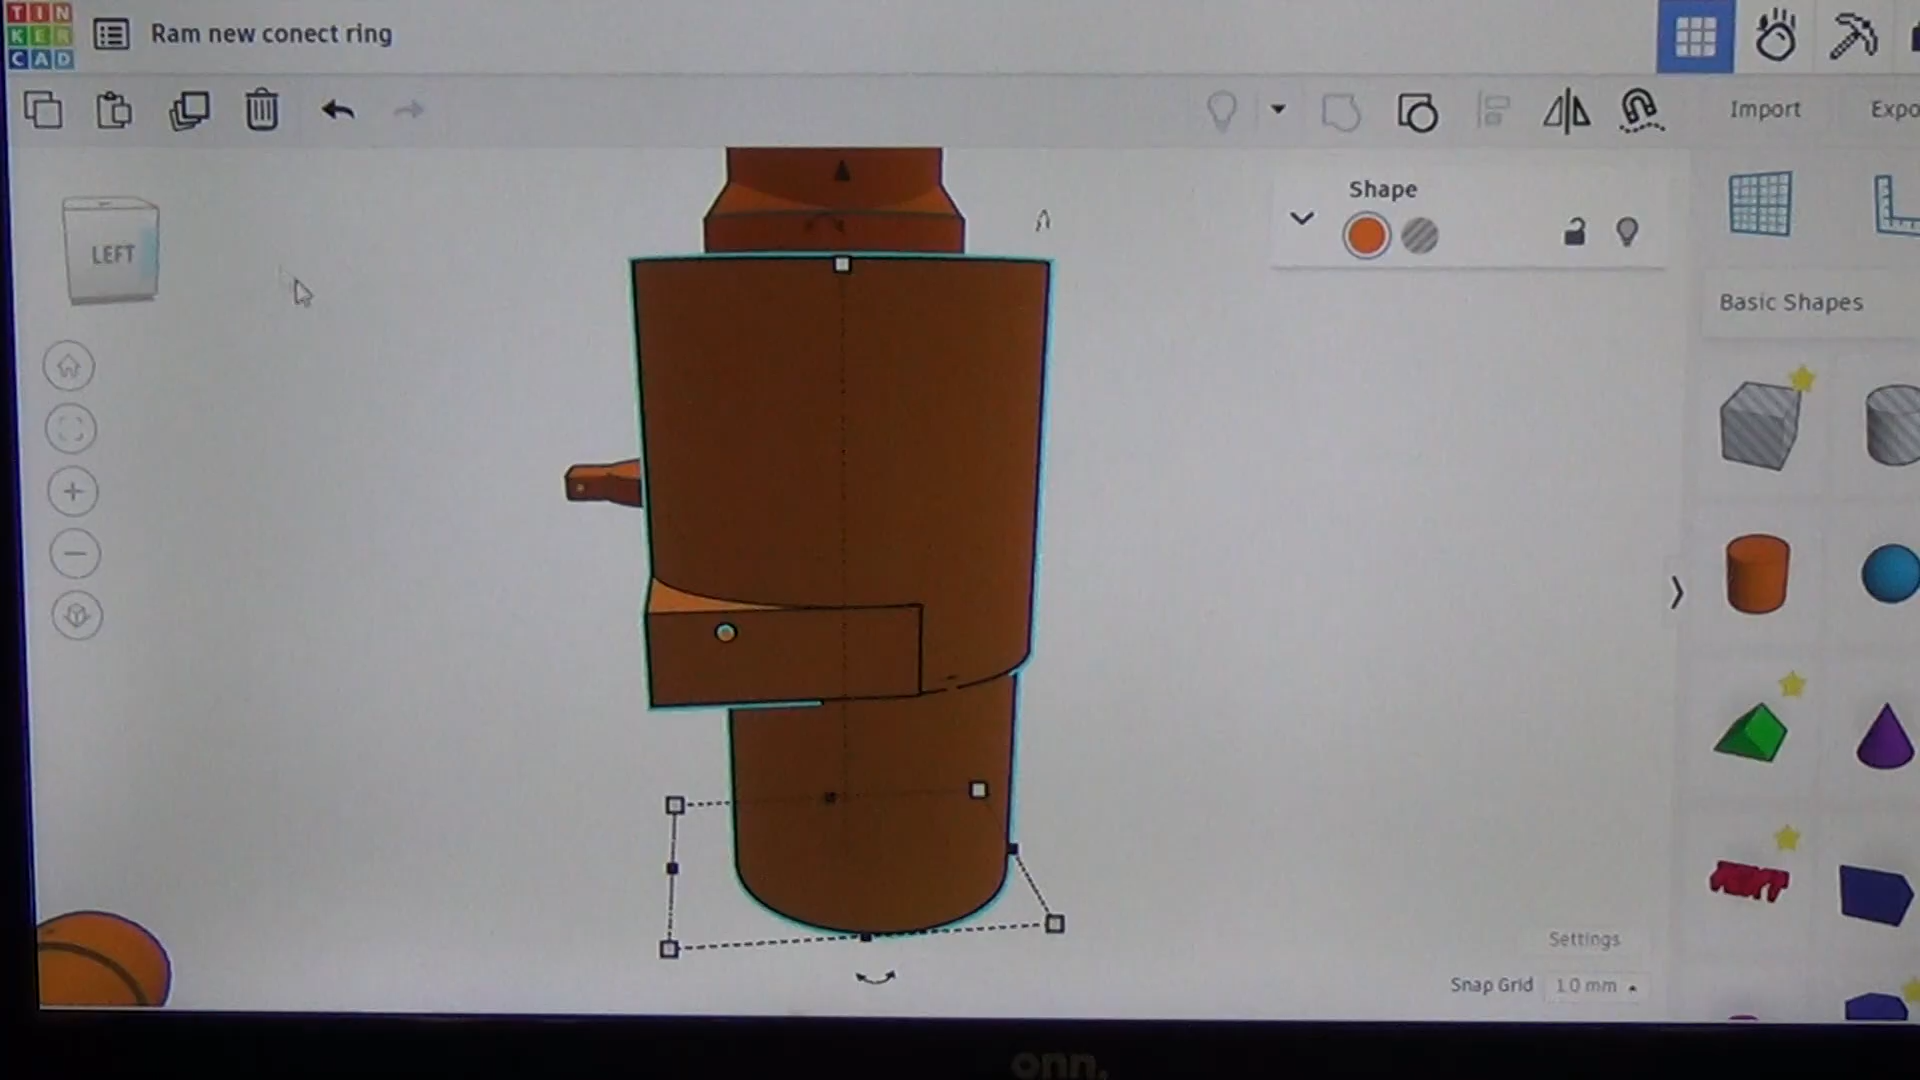 TIN
KER
CAD
Ram new conect ring
Import
Expo
LEFT
Shape
Basic Shapes
Settings
Snap Grid 1.0 mm
onn.